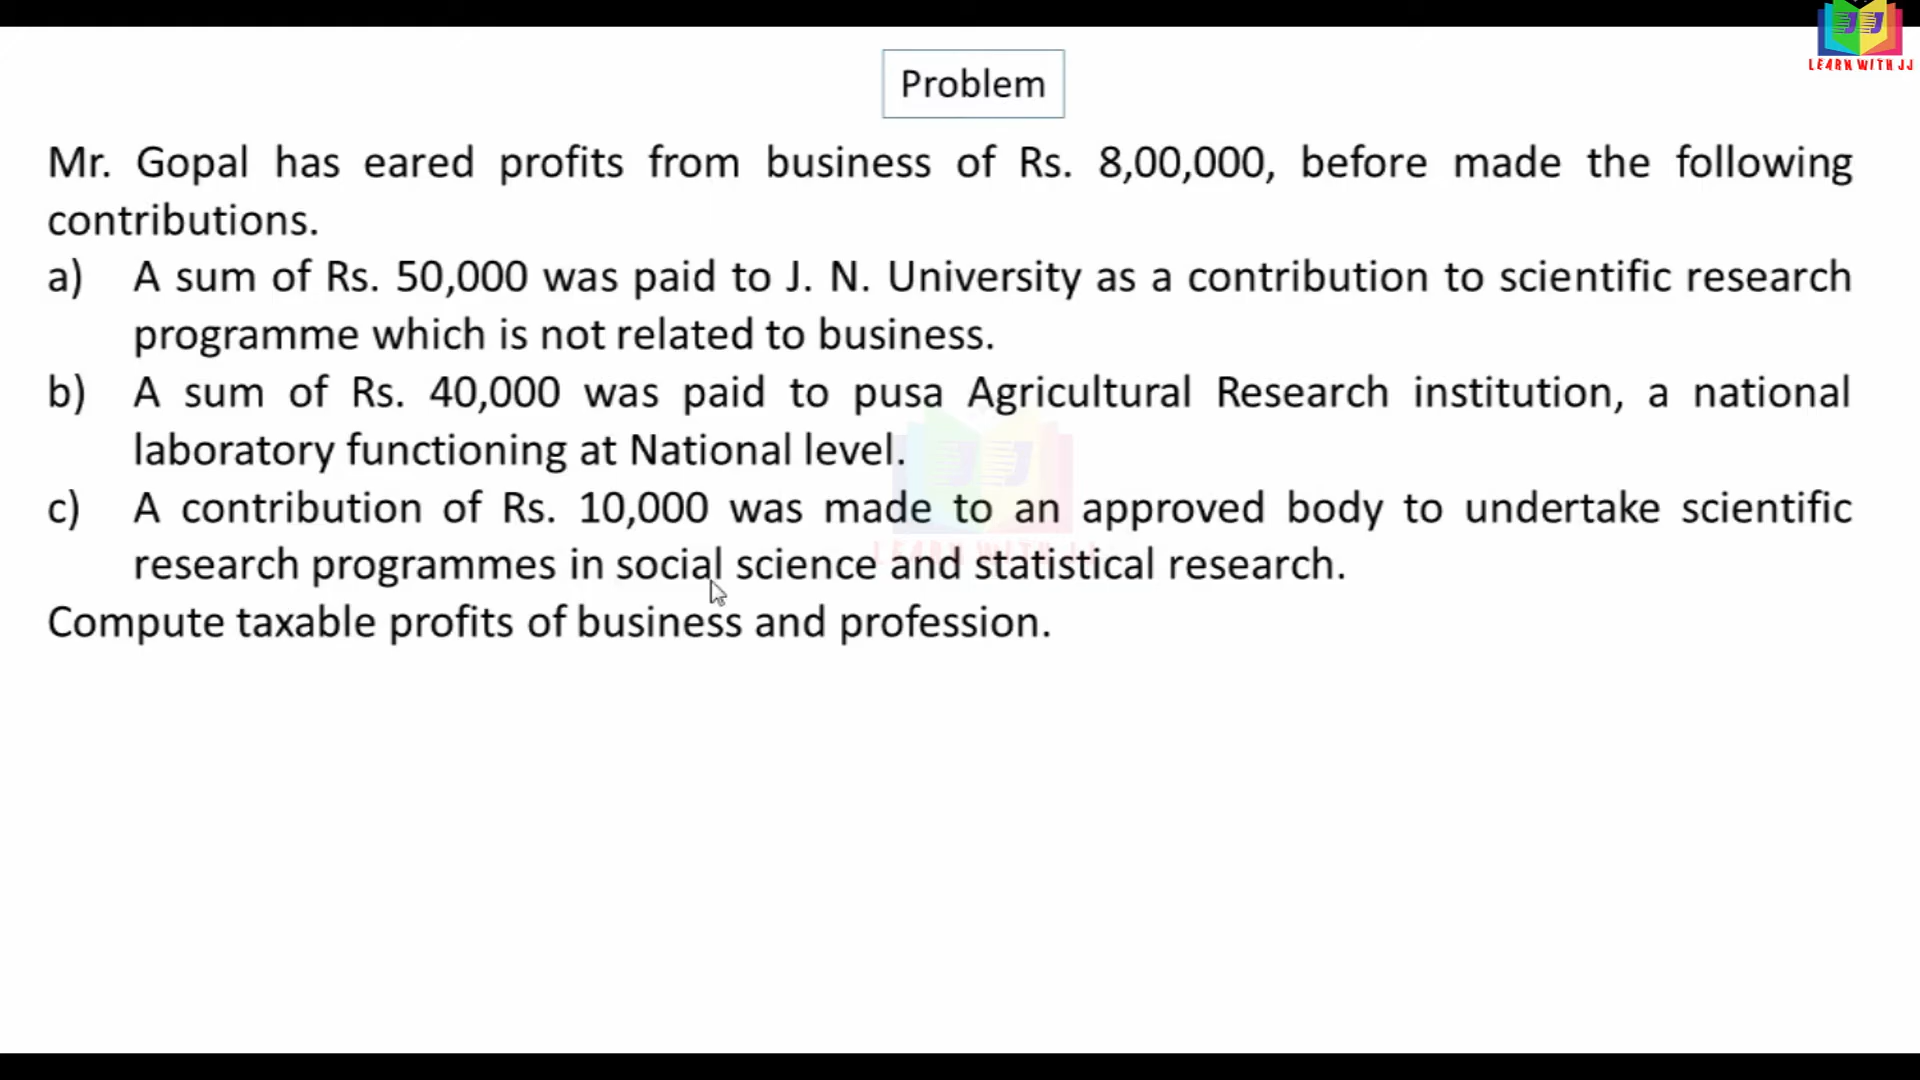 LEARN WITH JJ
Problem
Mr. Gopal has eared profits from business of Rs. 8,00,000, before made the following
contributions.
a) A sum of Rs. 50,000 was paid to J. N. University as a contribution to scientific research
programme which is not related to business.
b) A sum of Rs. 40,000 was paid to pusa Agricultural Research institution, a national
laboratory functioning at National level.
c) A contribution of Rs. 10,000 was made to an approved body to undertake scientific
research programmes in social science and statistical research.
LEARN WITH JJ
Compute taxable profits of business and profession.